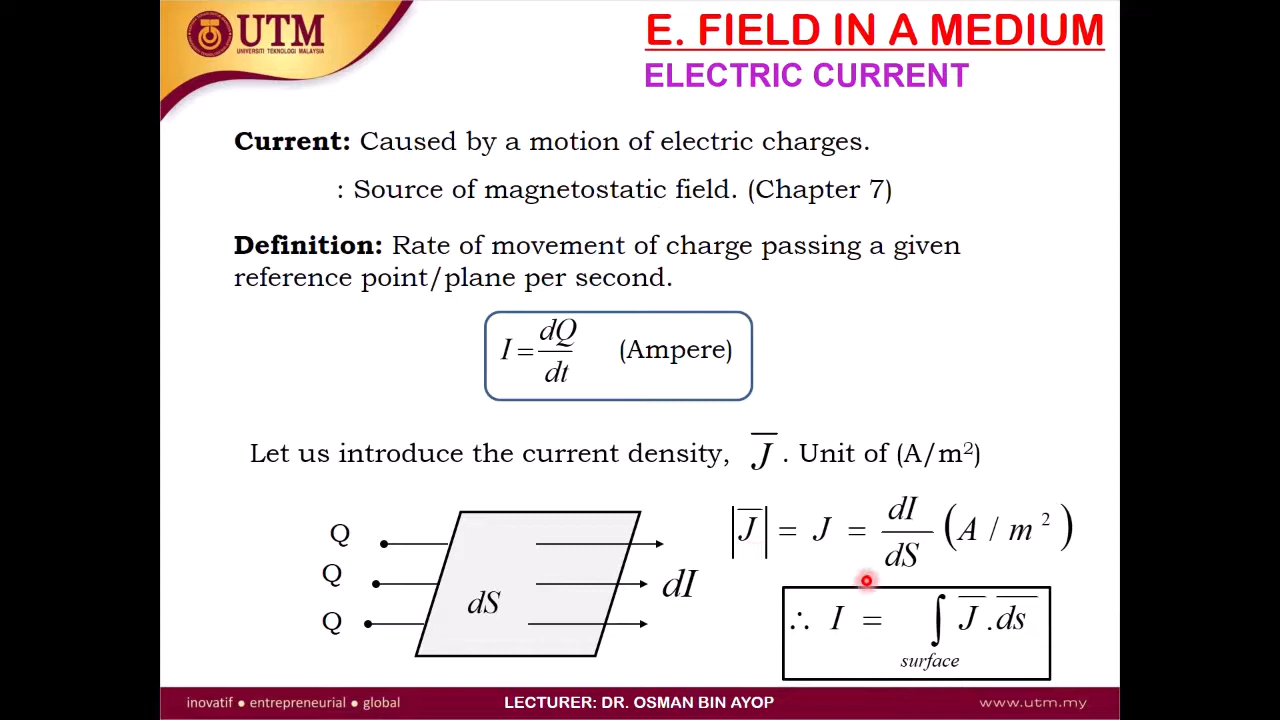 UTM
UNIVERSITI TEKNOLOGI MALAYSIA
E. FIELD IN A MEDIUM
ELECTRIC CURRENT
Current: Caused by a motion of electric charges.
: Source of magnetostatic field. (Chapter 7)
Definition: Rate of movement of charge passing a given
reference point/plane per second.
I = dQ/dt (Ampere)
Let us introduce the current density, J̅. Unit of (A/m²)
Q
Q
Q
dS
dI
|J̅| = J = dI/dS (A / m²)
∴ I = ∫ J̅ . d̅s̅
surface
inovatif ● entrepreneurial ● global
LECTURER: DR. OSMAN BIN AYOP
www.utm.my